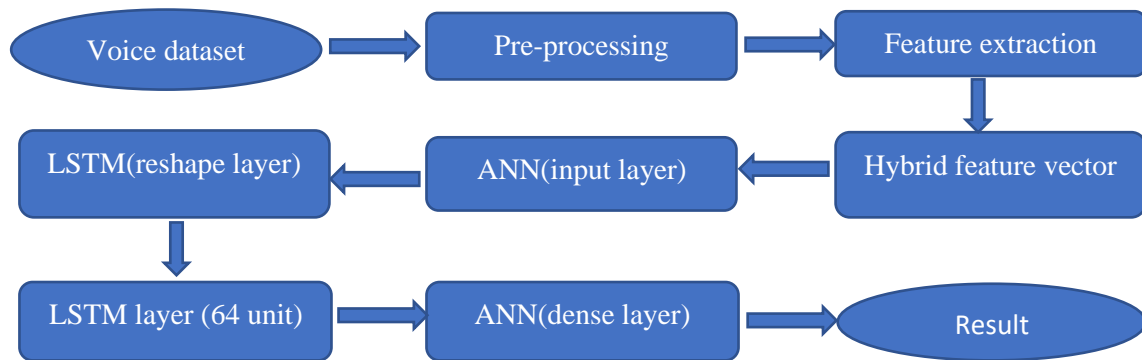 Voice dataset
Pre-processing
Feature extraction
LSTM(reshape layer)
ANN(input layer)
Hybrid feature vector
LSTM layer (64 unit)
ANN(dense layer)
Result